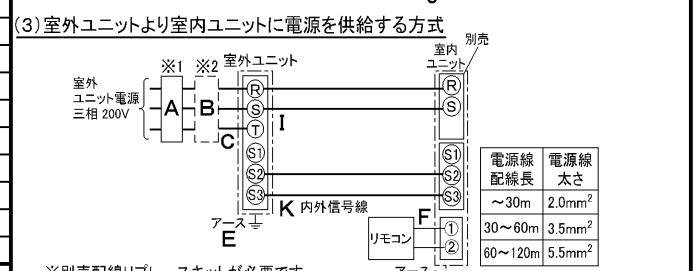 (3)室外ユニットより室内ユニットに電源を供給する方式
別売
※1 ※2 室外ユニット
室内
ユニット
室外
ユニット電源
三相 200V
A
B
C
R
S
T
S1
S2
S3
I
R
S
S1
S2
S3
K 内外信号線
アース
E
F
リモコン
1
2
電源線配線長 電源線太さ
~30m 2.0mm²
30~60m 3.5mm²
60~120m 5.5mm²